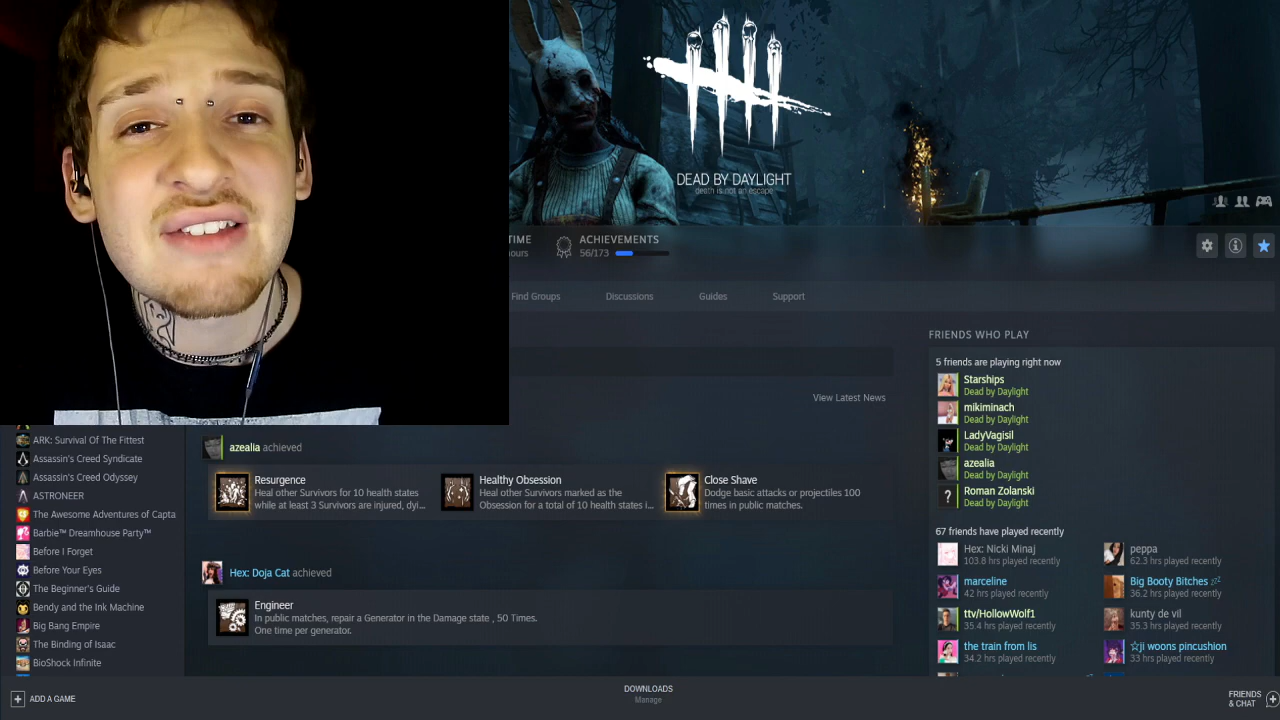 DEAD BY DAYLIGHT
death is not an escape
TIME
ours
ACHIEVEMENTS
56/173
Find Groups
Discussions
Guides
Support
View Latest News
azealia achieved
Resurgence
Heal other Survivors for 10 health states
while at least 3 Survivors are injured, dyi...
Healthy Obsession
Heal other Survivors marked as the
Obsession for a total of 10 health states i...
Close Shave
Dodge basic attacks or projectiles 100
times in public matches.
Hex: Doja Cat achieved
Engineer
In public matches, repair a Generator in the Damage state , 50 Times.
One time per generator.
FRIENDS WHO PLAY
5 friends are playing right now
Starships
Dead by Daylight
mikiminach
Dead by Daylight
LadyVagisil
Dead by Daylight
azealia
Dead by Daylight
?
Roman Zolanski
Dead by Daylight
67 friends have played recently
Hex: Nicki Minaj
103.8 hrs played recently
peppa
62.3 hrs played recently
marceline
42 hrs played recently
Big Booty Bitches zzz
36.2 hrs played recently
ttv/HollowWolf1
35.4 hrs played recently
kunty de vil
35.3 hrs played recently
the train from lis
34.2 hrs played recently
☆ji woons pincushion
33 hrs played recently
ARK: Survival Of The Fittest
Assassin's Creed Syndicate
Assassin's Creed Odyssey
ASTRONEER
The Awesome Adventures of Capta
Barbie™ Dreamhouse Party™
Before I Forget
Before Your Eyes
The Beginner's Guide
Bendy and the Ink Machine
Big Bang Empire
The Binding of Isaac
BioShock Infinite
ADD A GAME
DOWNLOADS
Manage
FRIENDS
& CHAT